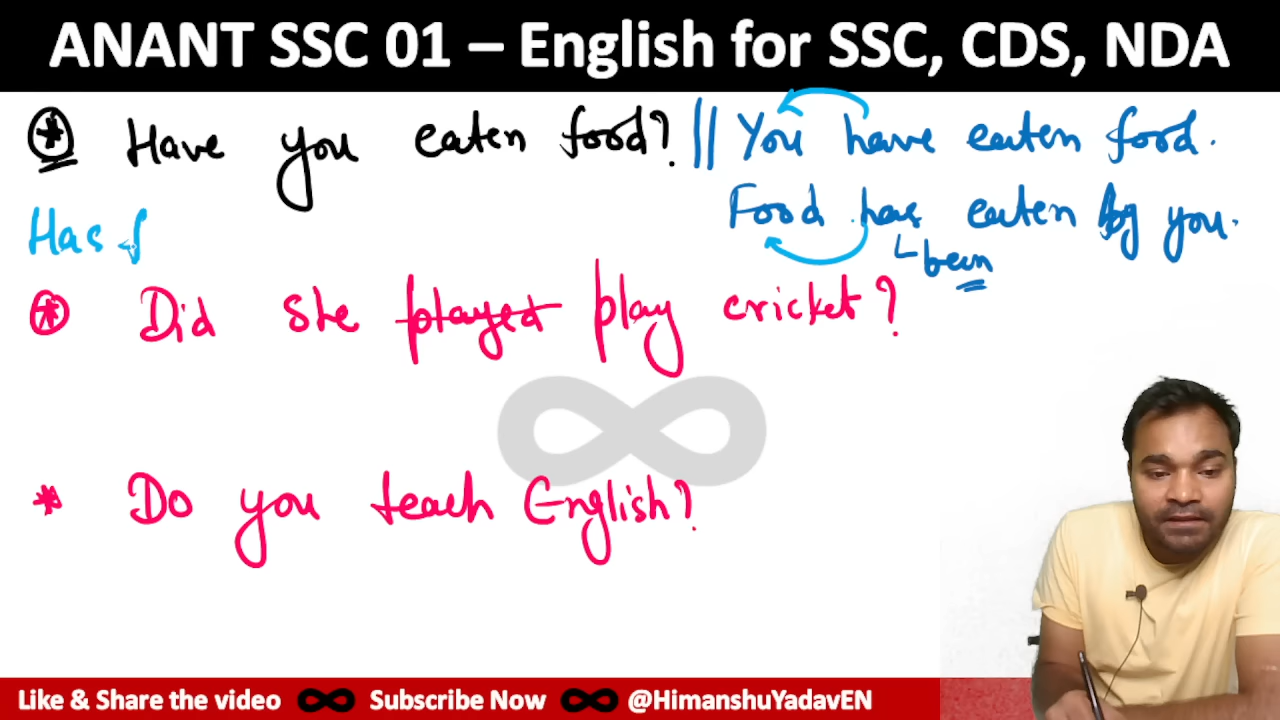 ANANT SSC 01 – English for SSC, CDS, NDA
* Have you eaten food? || You have eaten food.
Food has eaten by you.
been
Has f
* Did she played play cricket?
* Do you teach English?
Like & Share the video Subscribe Now @HimanshuYadavEN